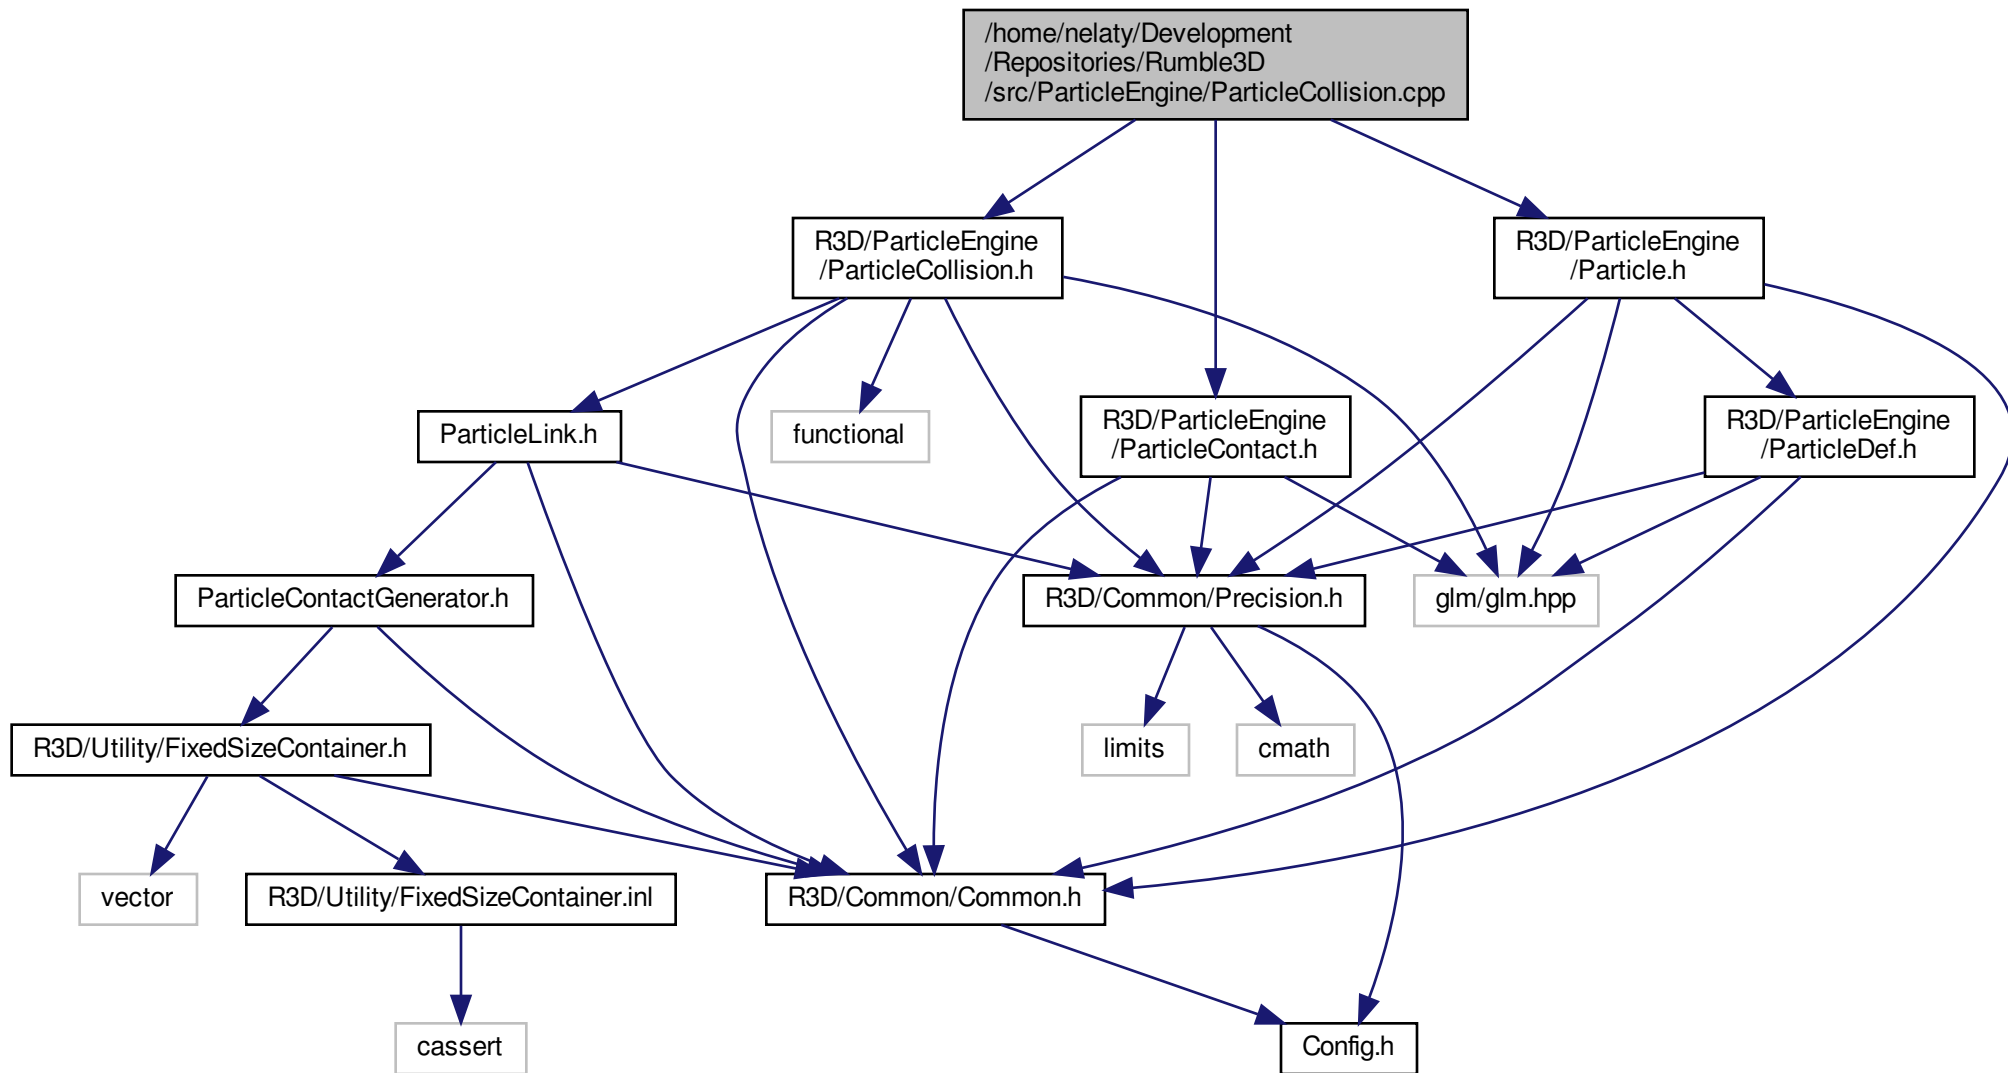 /home/nelaty/Development
/Repositories/Rumble3D
/src/ParticleEngine/ParticleCollision.cpp
R3D/ParticleEngine
/ParticleCollision.h
R3D/ParticleEngine
/Particle.h
ParticleLink.h
functional
R3D/ParticleEngine
/ParticleContact.h
R3D/ParticleEngine
/ParticleDef.h
ParticleContactGenerator.h
R3D/Common/Precision.h
glm/glm.hpp
R3D/Utility/FixedSizeContainer.h
limits
cmath
vector
R3D/Utility/FixedSizeContainer.inl
R3D/Common/Common.h
cassert
Config.h